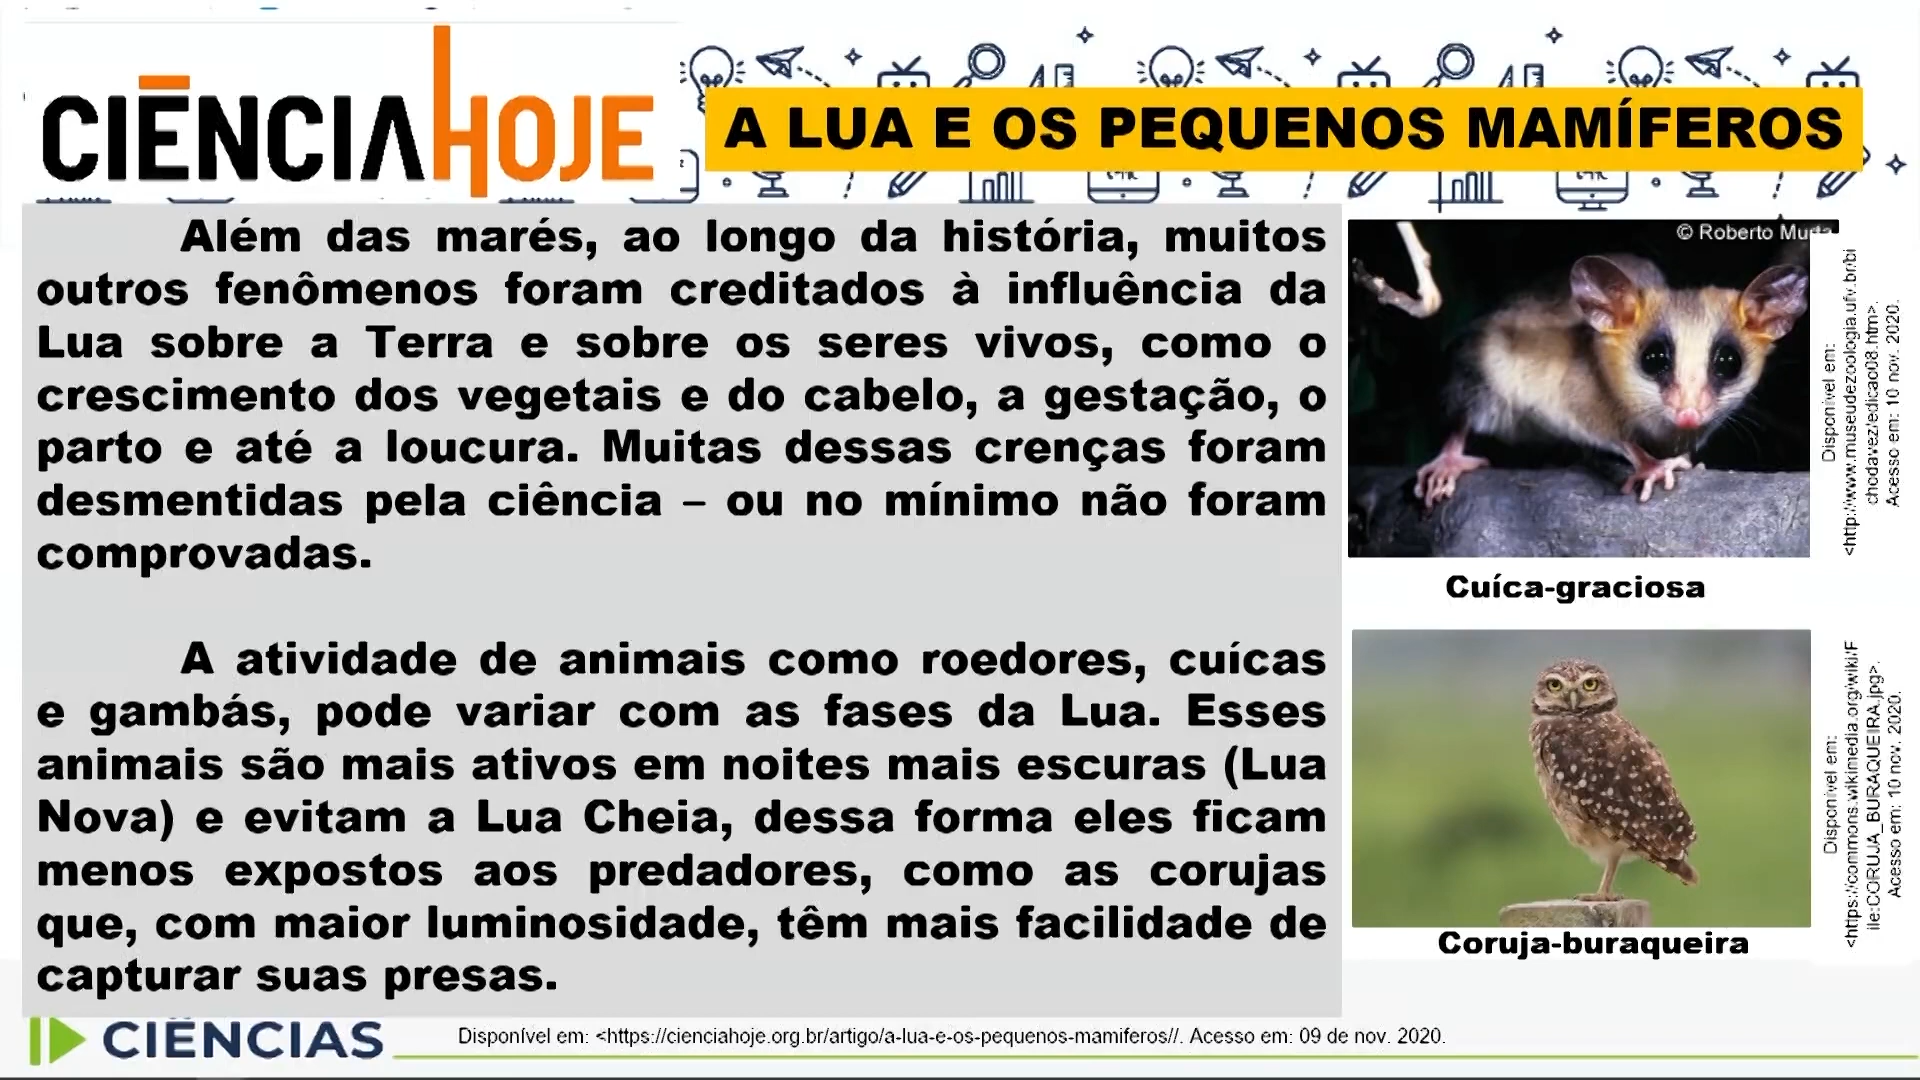 CIÊNCIAHOJE
A LUA E OS PEQUENOS MAMÍFEROS
Além das marés, ao longo da história, muitos
outros fenômenos foram creditados à influência da
Lua sobre a Terra e sobre os seres vivos, como o
crescimento dos vegetais e do cabelo, a gestação, o
parto e até a loucura. Muitas dessas crenças foram
desmentidas pela ciência – ou no mínimo não foram
comprovadas.
A atividade de animais como roedores, cuícas
e gambás, pode variar com as fases da Lua. Esses
animais são mais ativos em noites mais escuras (Lua
Nova) e evitam a Lua Cheia, dessa forma eles ficam
menos expostos aos predadores, como as corujas
que, com maior luminosidade, têm mais facilidade de
capturar suas presas.
© Roberto Murta
Disponível em:
<http://www.museudezoologia.ufv.br/bi
chodavez/edicao08.htm>.
Acesso em: 10 nov. 2020.
Cuíca-graciosa
Disponível em:
<https://commons.wikimedia.org/wiki/F
ile:CORUJA_BURAQUEIRA.jpg>.
Acesso em: 10 nov. 2020.
Coruja-buraqueira
CIÊNCIAS
Disponível em: <https://cienciahoje.org.br/artigo/a-lua-e-os-pequenos-mamiferos//. Acesso em: 09 de nov. 2020.